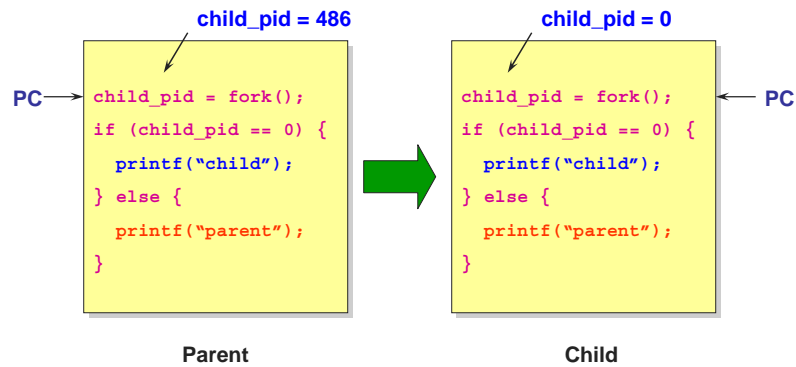 child_pid = 486
child_pid = 0
PC
child_pid = fork();
if (child_pid == 0) {
printf(“child”);
} else {
printf(“parent”);
}
child_pid = fork();
if (child_pid == 0) {
printf(“child”);
} else {
printf(“parent”);
}
PC
Parent
Child